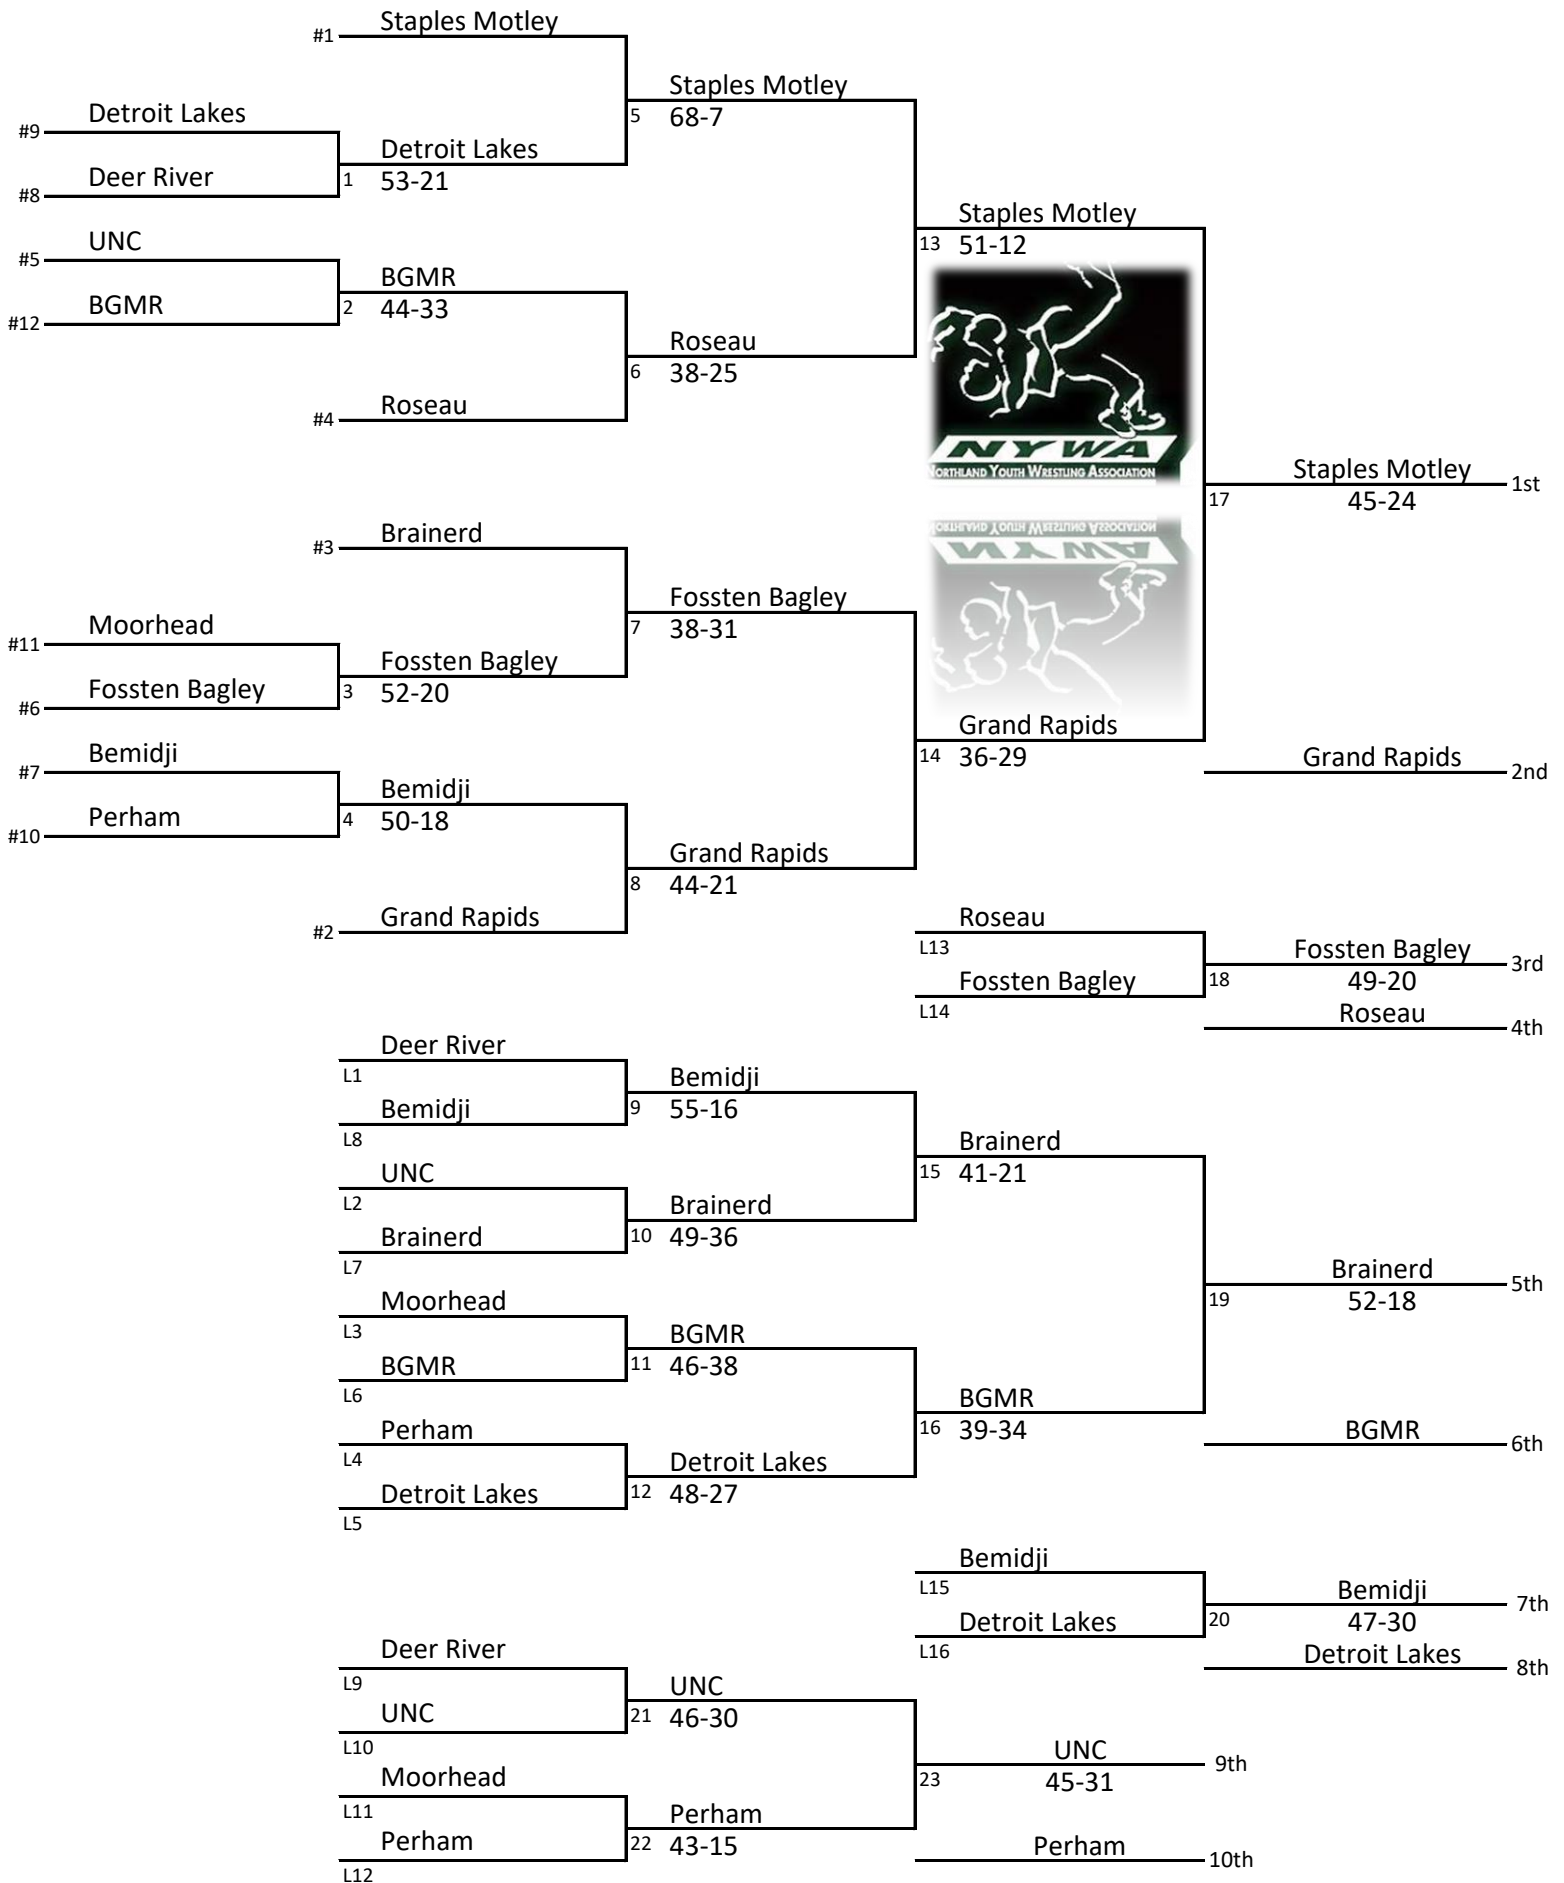 #1 Staples Motley
Staples Motley
5 68-7
#9 Detroit Lakes
Detroit Lakes
1 53-21
#8 Deer River
Staples Motley
13 51-12
#5 UNC
BGMR
2 44-33
#12 BGMR
Roseau
6 38-25
#4 Roseau
NYWA
NORTHLAND YOUTH WRESTLING ASSOCIATION
Staples Motley 1st
17 45-24
#3 Brainerd
Fossten Bagley
7 38-31
#11 Moorhead
Fossten Bagley
3 52-20
#6 Fossten Bagley
Grand Rapids
14 36-29
#7 Bemidji
Grand Rapids 2nd
Bemidji
4 50-18
#10 Perham
Grand Rapids
8 44-21
#2 Grand Rapids
Roseau
L13
Fossten Bagley 3rd
18 49-20
Fossten Bagley
L14
Roseau 4th
Deer River
L1
Bemidji
9 55-16
Bemidji
L8
Brainerd
15 41-21
UNC
L2
Brainerd
10 49-36
Brainerd
L7
Brainerd 5th
19 52-18
Moorhead
L3
BGMR
11 46-38
BGMR
L6
BGMR
16 39-34
BGMR 6th
Perham
L4
Detroit Lakes
12 48-27
Detroit Lakes
L5
Bemidji
L15
Bemidji 7th
20 47-30
Detroit Lakes
L16
Detroit Lakes 8th
Deer River
L9
UNC
21 46-30
UNC
L10
UNC 9th
23 45-31
Moorhead
L11
Perham
22 43-15
Perham
L12
Perham 10th